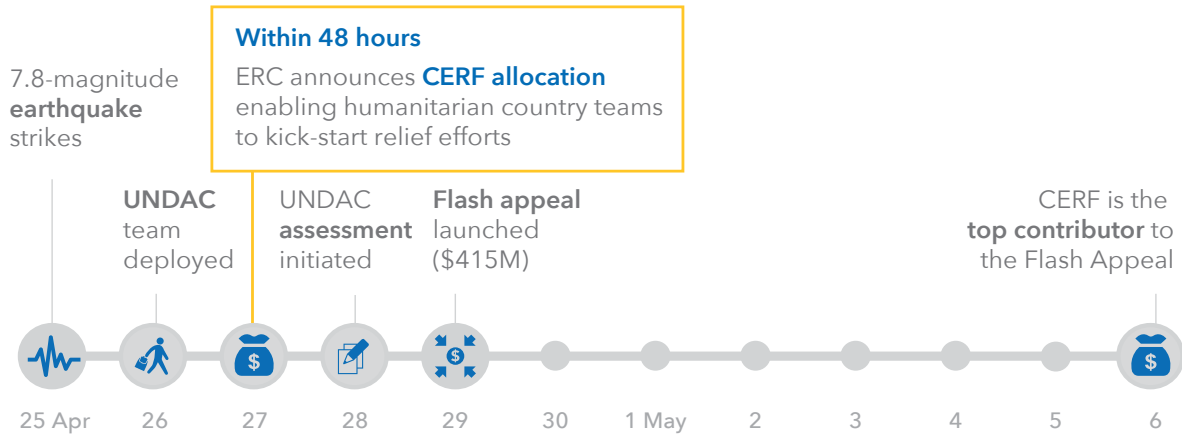 7.8-magnitude
earthquake
strikes
Within 48 hours
ERC announces CERF allocation
enabling humanitarian country teams
to kick-start relief efforts
UNDAC
team
deployed
UNDAC
assessment
initiated
Flash appeal
launched
($415M)
CERF is the
top contributor to
the Flash Appeal
$
$
$
25 Apr
26
27
28
29
30
1 May
2
3
4
5
6